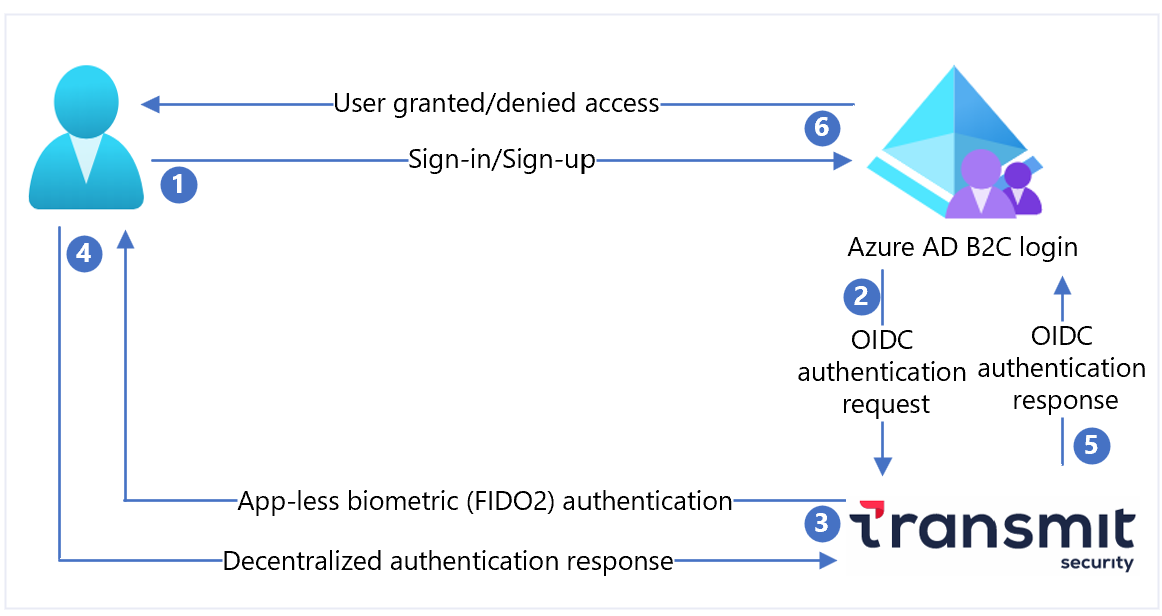 User granted/denied access
6
Sign-in/Sign-up
1
4
Azure AD B2C login
2
OIDC
authentication
request
OIDC
authentication
response
5
App-less biometric (FIDO2) authentication
3
Transmit
security
Decentralized authentication response